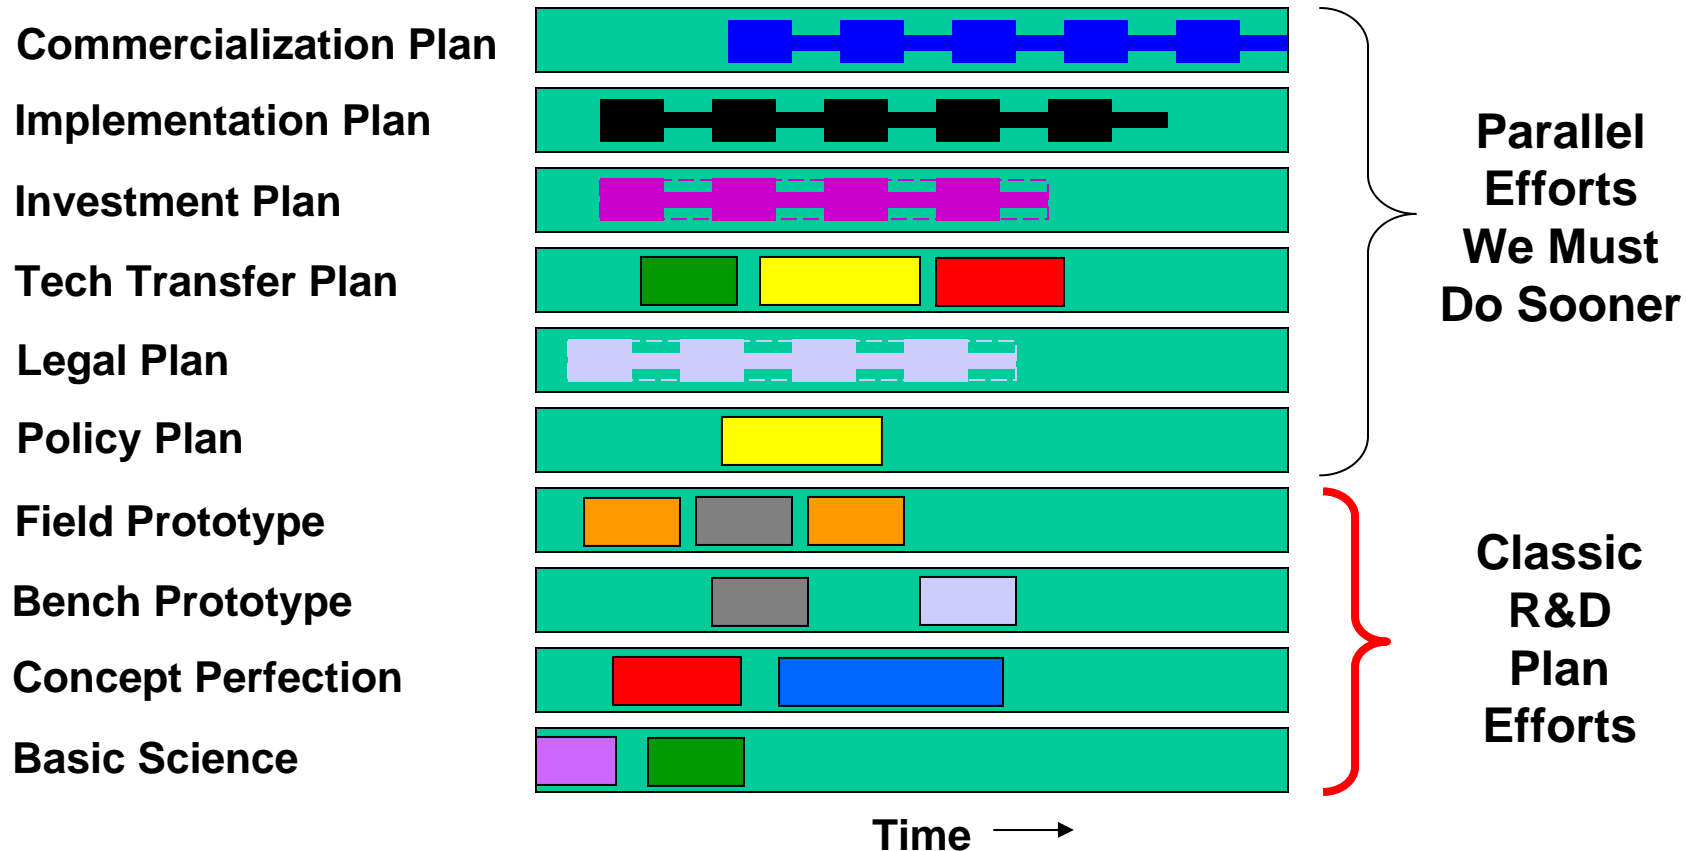 Commercialization Plan
Implementation Plan
Investment Plan
Tech Transfer Plan
Legal Plan
Policy Plan
Field Prototype
Bench Prototype
Concept Perfection
Basic Science
Time
Parallel
Efforts
We Must
Do Sooner
Classic
R&D
Plan
Efforts